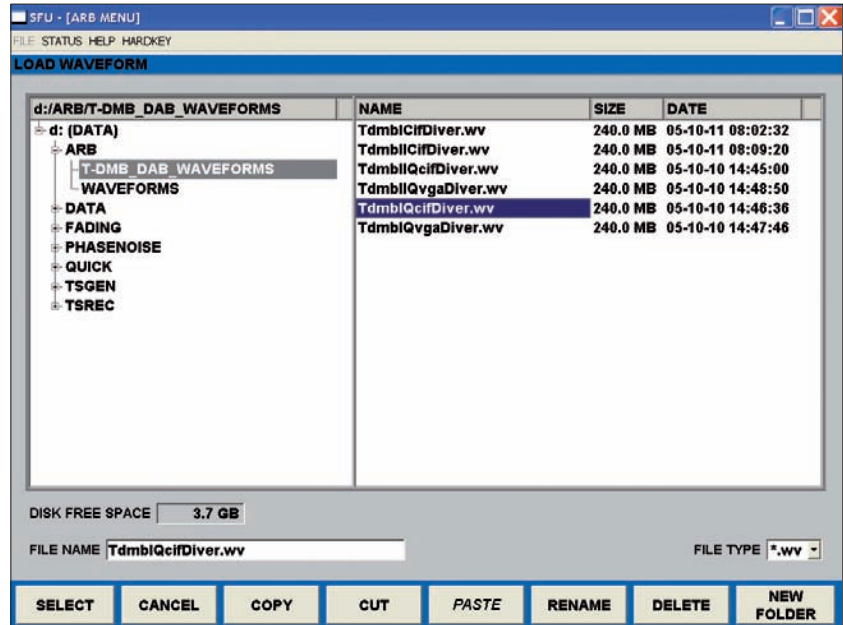 SFU - [ARB MENU]
FILE STATUS HELP HARDKEY
LOAD WAVEFORM
d:/ARB/T-DMB_DAB_WAVEFORMS NAME SIZE DATE
d: (DATA)
ARB
T-DMB_DAB_WAVEFORMS
WAVEFORMS
DATA
FADING
PHASENOISE
QUICK
TSGEN
TSREC
TdmbICifDiver.wv 240.0 MB 05-10-11 08:02:32
TdmbIICifDiver.wv 240.0 MB 05-10-11 08:09:20
TdmbIIQcifDiver.wv 240.0 MB 05-10-10 14:45:00
TdmbIIQvgaDiver.wv 240.0 MB 05-10-10 14:48:50
TdmbIQcifDiver.wv 240.0 MB 05-10-10 14:46:36
TdmbIQvgaDiver.wv 240.0 MB 05-10-10 14:47:46
DISK FREE SPACE 3.7 GB
FILE NAME TdmbIQcifDiver.wv FILE TYPE *.wv
SELECT CANCEL COPY CUT PASTE RENAME DELETE NEW FOLDER